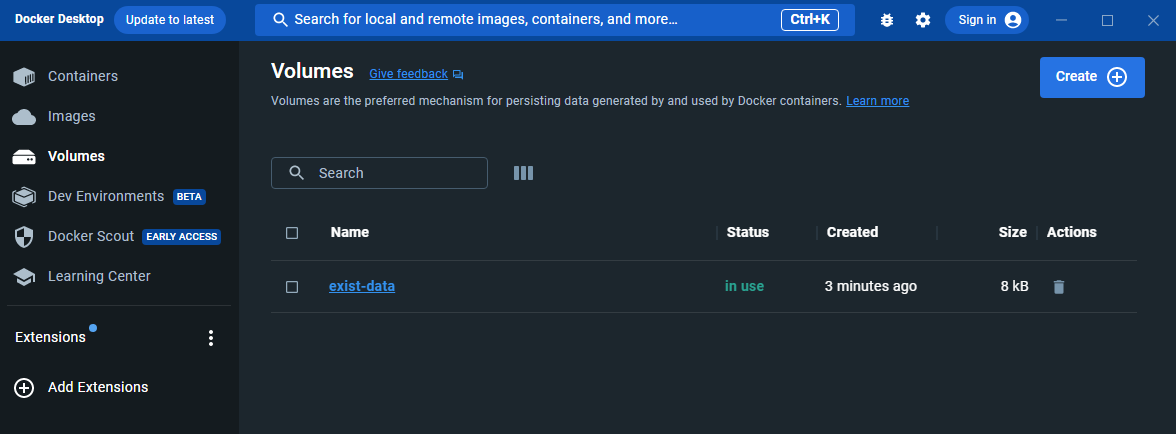 Docker Desktop Update to latest Search for local and remote images, containers, and more... Ctrl+K Sign in
Containers
Images
Volumes
Dev Environments BETA
Docker Scout EARLY ACCESS
Learning Center
Extensions
Add Extensions
Volumes Give feedback
Create
Volumes are the preferred mechanism for persisting data generated by and used by Docker containers. Learn more
Search
Name Status Created Size Actions
exist-data in use 3 minutes ago 8 kB